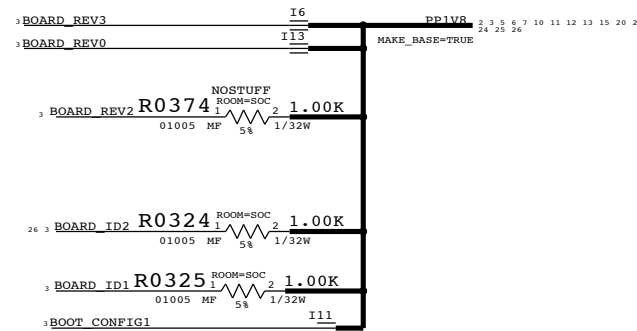 I6
3 BOARD_REV3 PP1V8 2 3 5 6 7 10 11 12 13 15 20 2
24 25 26
I13
3 BOARD_REV0 MAKE_BASE=TRUE
NOSTUFF
ROOM=SOC
3 BOARD_REV2 R0374 1 2 1.00K
01005 MF 5% 1/32W
ROOM=SOC
26 3 BOARD_ID2 R0324 1 2 1.00K
01005 MF 5% 1/32W
ROOM=SOC
3 BOARD_ID1 R0325 1 2 1.00K
01005 MF 5% 1/32W
I11
3 BOOT_CONFIG1